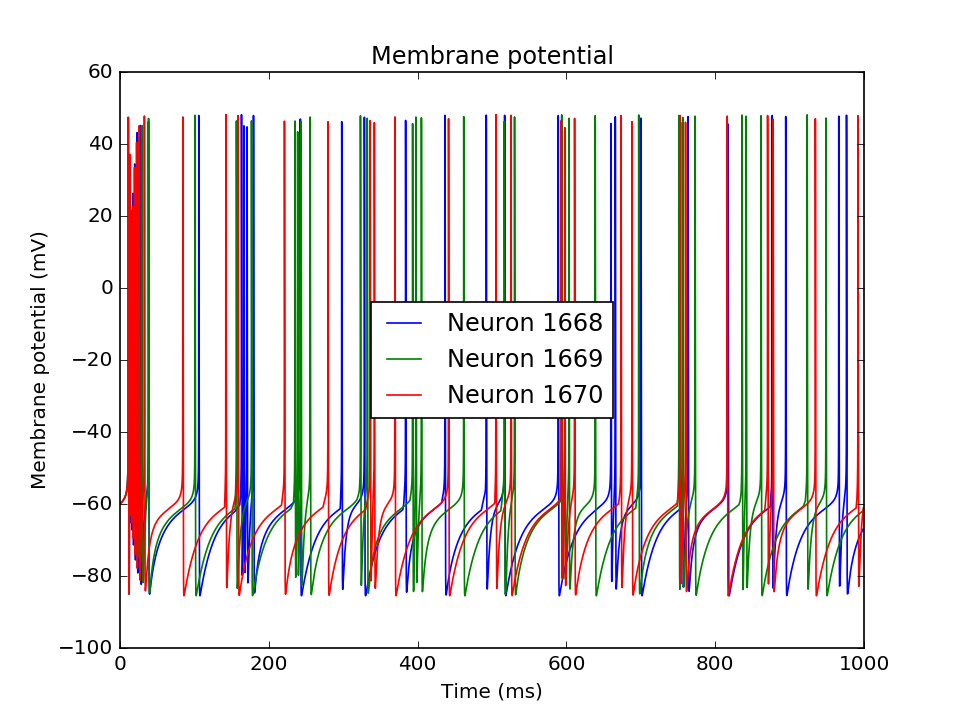 Membrane potential
60
40
20
0
−20
−40
−60
−80
−100
Membrane potential (mV)
Neuron 1668
Neuron 1669
Neuron 1670
0 200 400 600 800 1000
Time (ms)